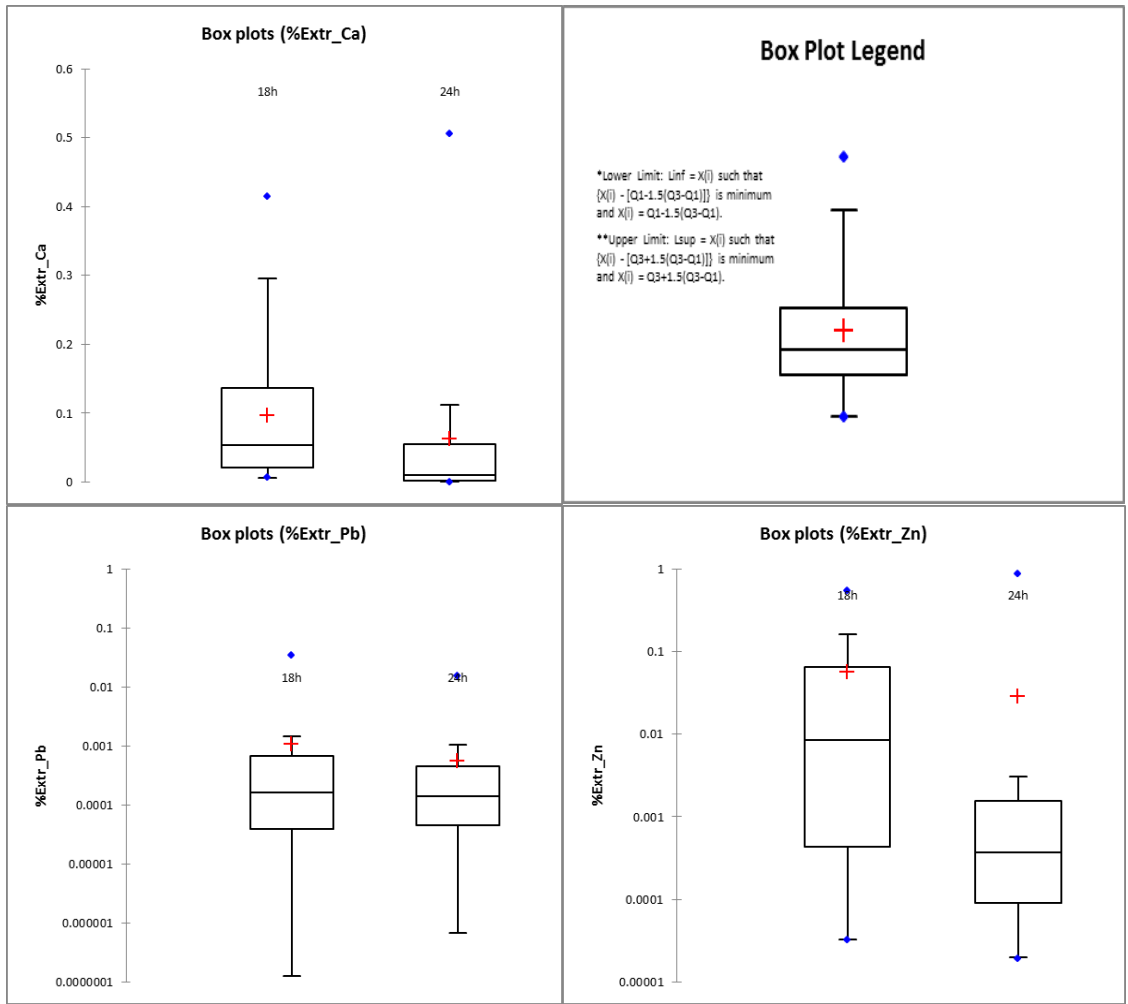 Box plots (%Extr_Ca)
0.6
18h
24h
0.5
0.4
0.3
0.2
0.1
0
%Extr_Ca
Box Plot Legend
*Lower Limit: Linf = X(i) such that
{X(i) - [Q1-1.5(Q3-Q1)]} is minimum
and X(i) = Q1-1.5(Q3-Q1).
**Upper Limit: Lsup = X(i) such that
{X(i) - [Q3+1.5(Q3-Q1)]} is minimum
and X(i) = Q3+1.5(Q3-Q1).
Box plots (%Extr_Pb)
1
0.1
0.01
18h
24h
0.001
0.0001
0.00001
0.000001
0.0000001
%Extr_Pb
Box plots (%Extr_Zn)
1
18h
24h
0.1
0.01
0.001
0.0001
0.00001
%Extr_Zn